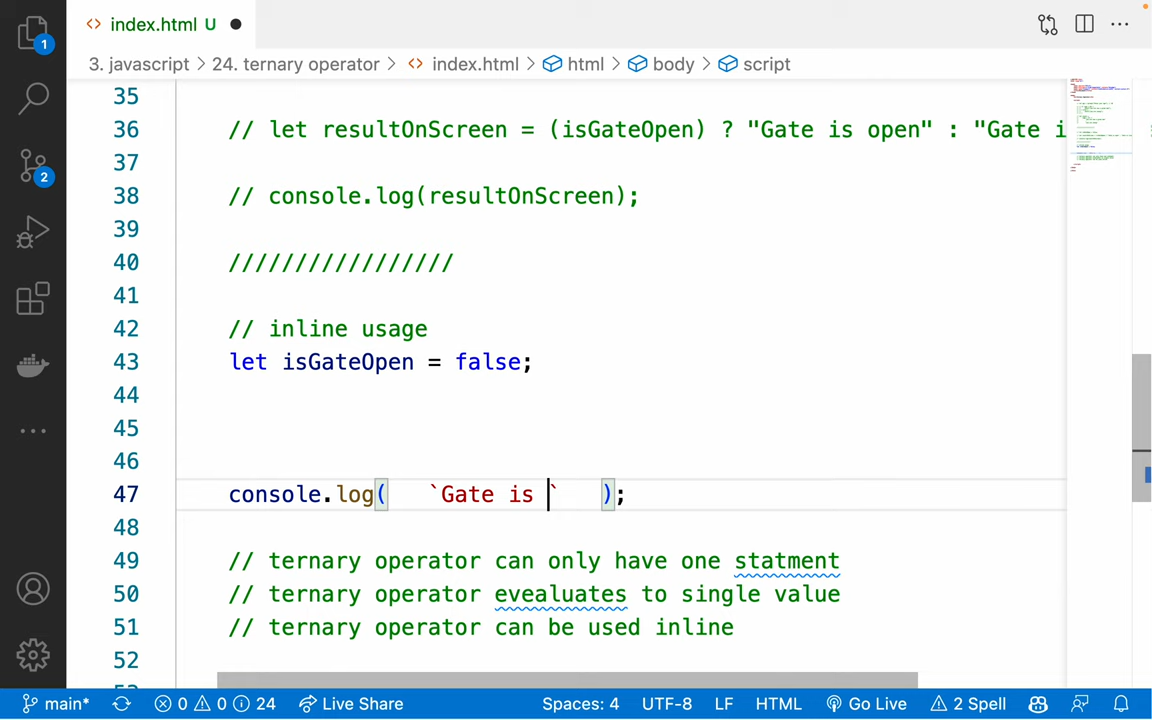 index.html U
3. javascript > 24. ternary operator > index.html > html > body > script
35
36 // let resultOnScreen = (isGateOpen) ? "Gate is open" : "Gate i
37
38 // console.log(resultOnScreen);
39
40 /////////////////
41
42 // inline usage
43 let isGateOpen = false;
44
45
46
47 console.log( `Gate is ` );
48
49 // ternary operator can only have one statment
50 // ternary operator evealuates to single value
51 // ternary operator can be used inline
52
1
2
main* 0 0 24 Live Share Spaces: 4 UTF-8 LF HTML Go Live 2 Spell